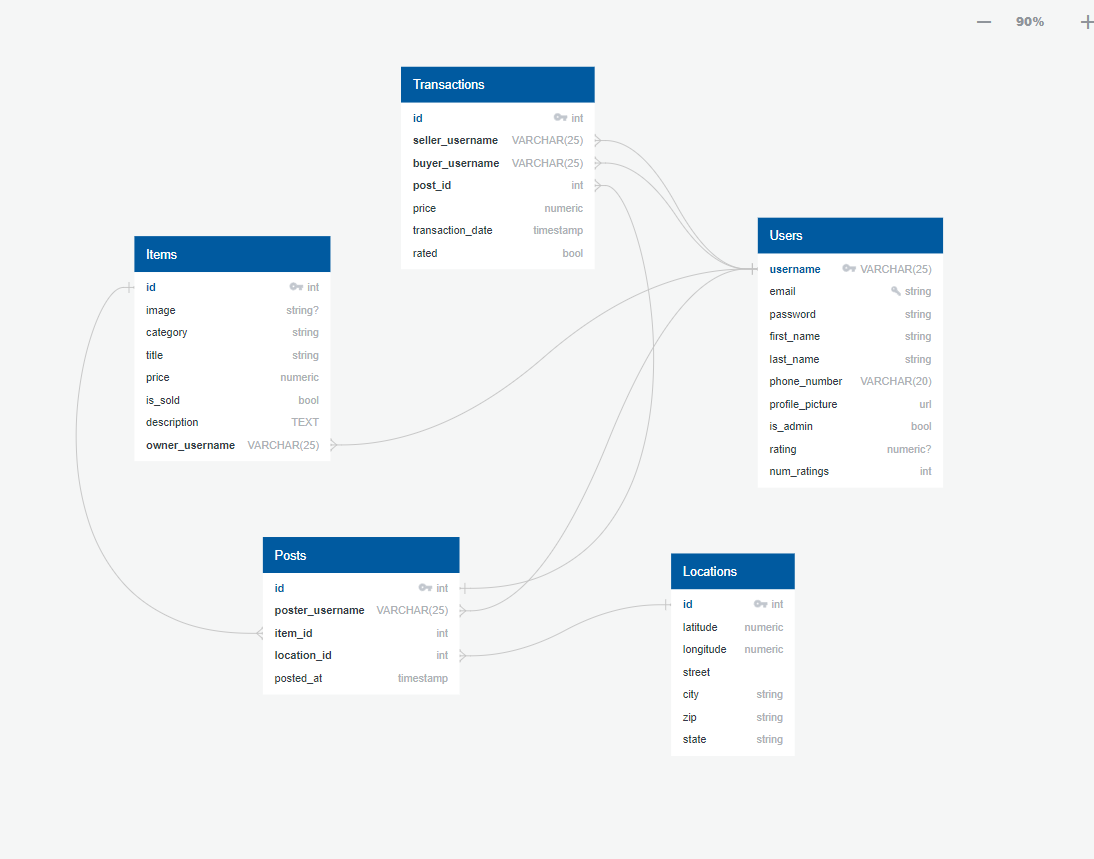 90%
Transactions
id int
seller_username VARCHAR(25)
buyer_username VARCHAR(25)
post_id int
price numeric
transaction_date timestamp
rated bool
Users
username VARCHAR(25)
email string
password string
first_name string
last_name string
phone_number VARCHAR(20)
profile_picture url
is_admin bool
rating numeric?
num_ratings int
Items
id int
image string?
category string
title string
price numeric
is_sold bool
description TEXT
owner_username VARCHAR(25)
Posts
id int
poster_username VARCHAR(25)
item_id int
location_id int
posted_at timestamp
Locations
id int
latitude numeric
longitude numeric
street
city string
zip string
state string